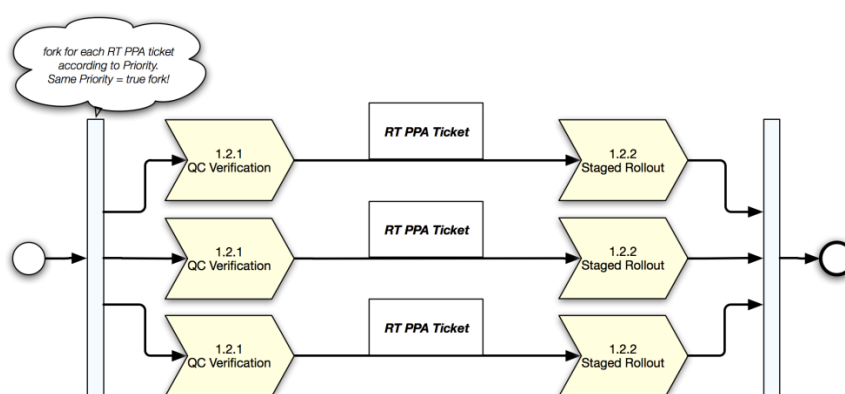 fork for each RT PPA ticket
according to Priority.
Same Priority = true fork!
1.2.1
QC Verification
RT PPA Ticket
1.2.2
Staged Rollout
1.2.1
QC Verification
RT PPA Ticket
1.2.2
Staged Rollout
1.2.1
QC Verification
RT PPA Ticket
1.2.2
Staged Rollout